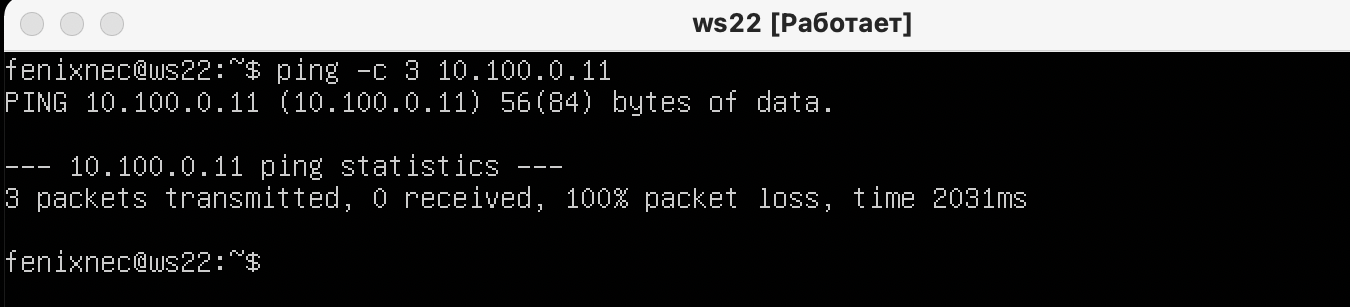 ws22 [Работает]
fenixnec@ws22:~$ ping -c 3 10.100.0.11
PING 10.100.0.11 (10.100.0.11) 56(84) bytes of data.
--- 10.100.0.11 ping statistics ---
3 packets transmitted, 0 received, 100% packet loss, time 2031ms
fenixnec@ws22:~$